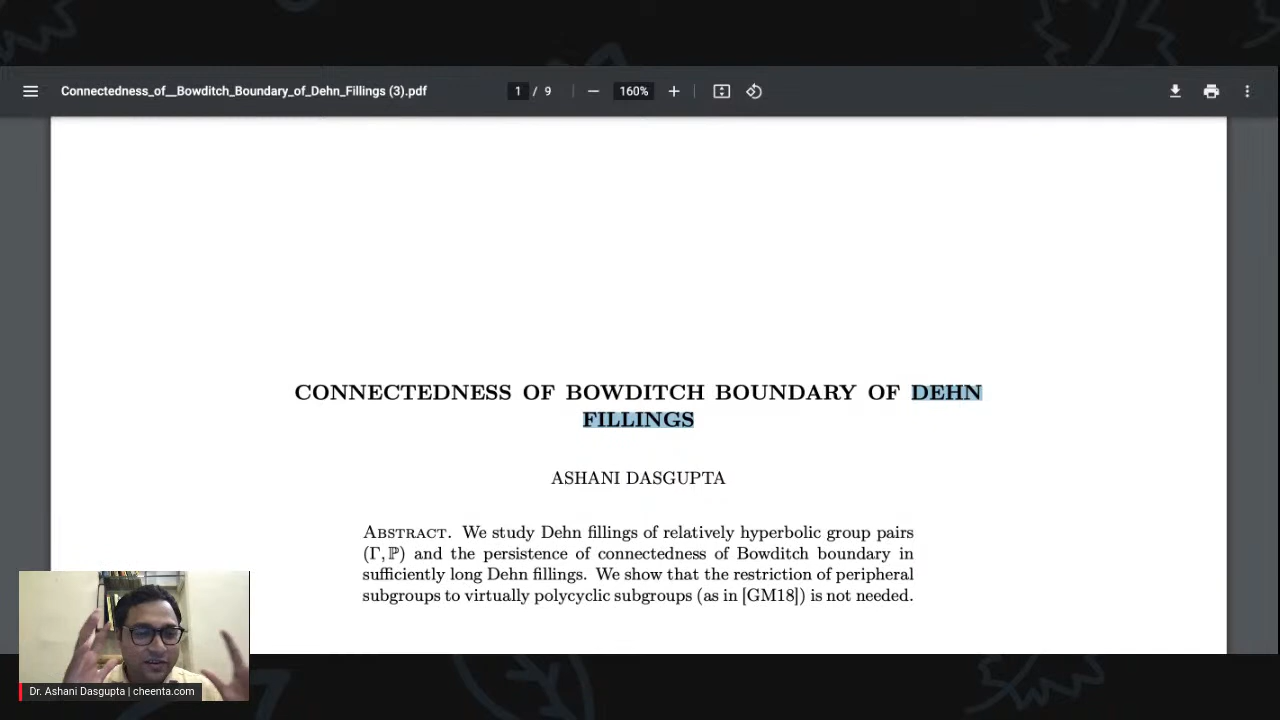 Connectedness_of__Bowditch_Boundary_of_Dehn_Fillings (3).pdf
1 / 9
160%
CONNECTEDNESS OF BOWDITCH BOUNDARY OF DEHN
FILLINGS
ASHANI DASGUPTA
ABSTRACT. We study Dehn fillings of relatively hyperbolic group pairs
(Γ, ℙ) and the persistence of connectedness of Bowditch boundary in
sufficiently long Dehn fillings. We show that the restriction of peripheral
subgroups to virtually polycyclic subgroups (as in [GM18]) is not needed.
Dr. Ashani Dasgupta | cheenta.com